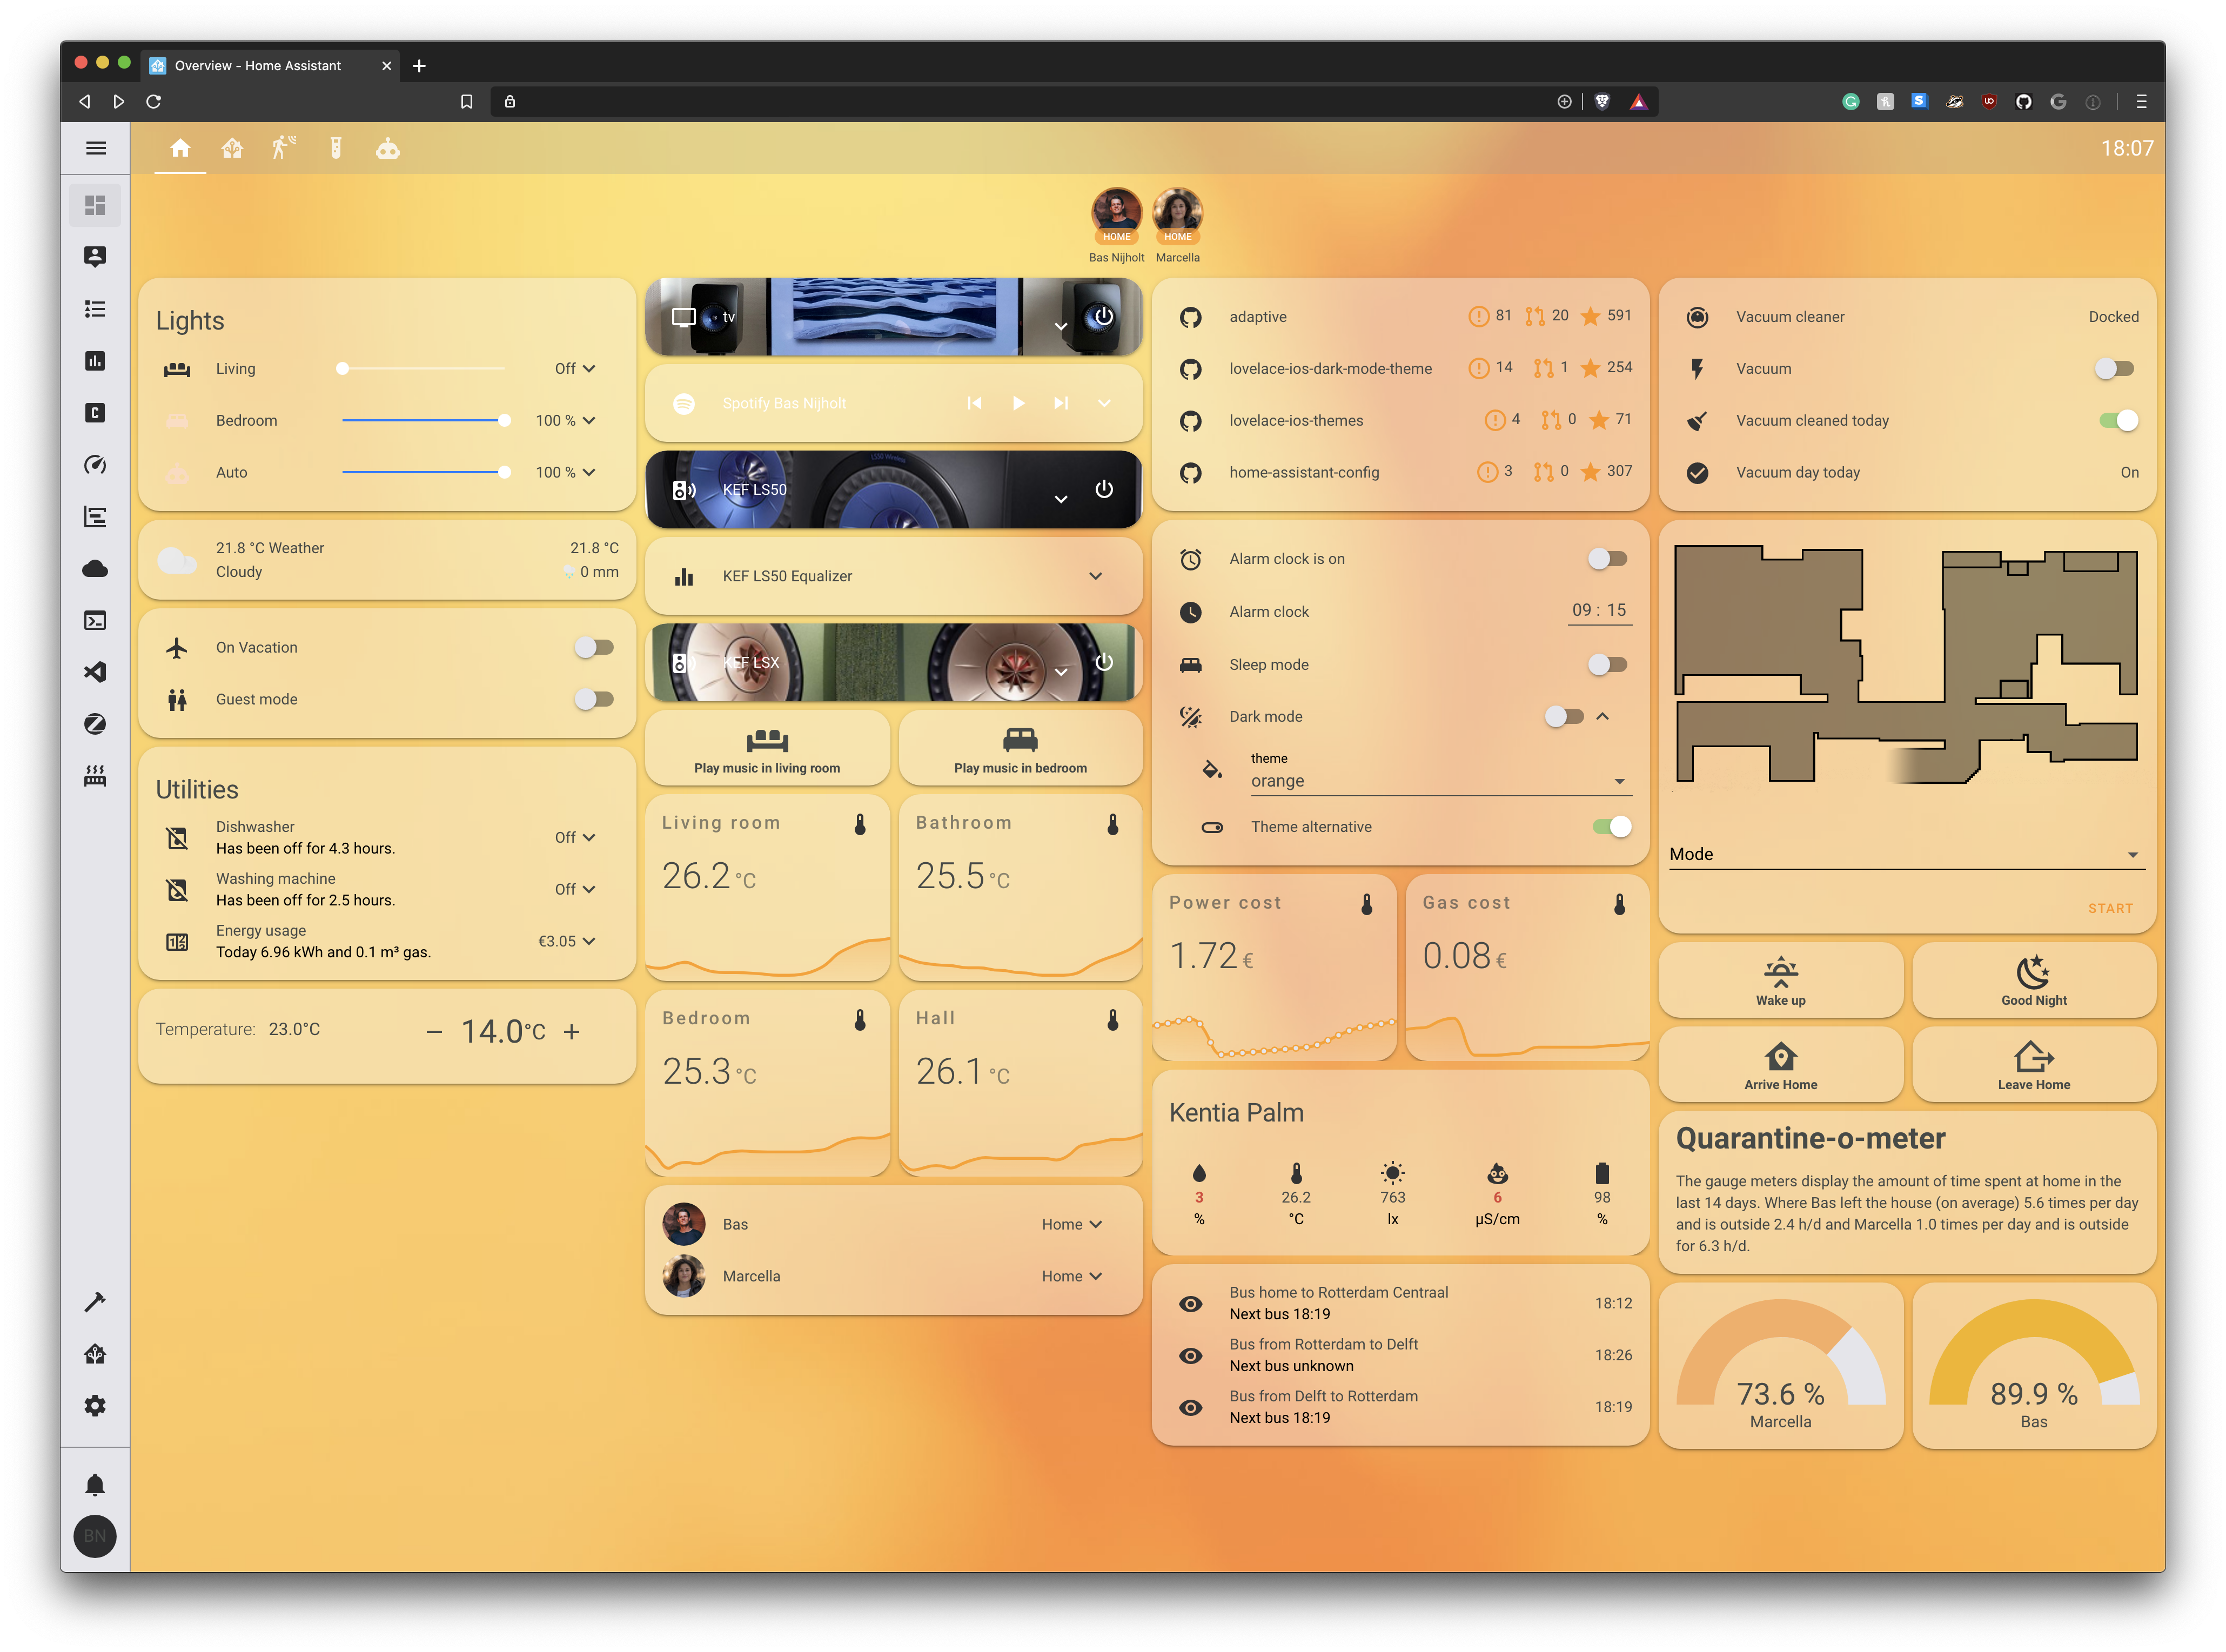 Overview - Home Assistant
18:07
HOME
HOME
Bas Nijholt
Marcella
Lights
Living
Off
Bedroom
100 %
Auto
100 %
21.8 °C Weather
21.8 °C
Cloudy
0 mm
On Vacation
Guest mode
Utilities
Dishwasher
Has been off for 4.3 hours.
Off
Washing machine
Has been off for 2.5 hours.
Off
Energy usage
Today 6.96 kWh and 0.1 m³ gas.
€3.05
Temperature: 23.0°C
14.0°C
BN
tv
Spotify Bas Nijholt
KEF LS50
KEF LS50 Equalizer
KEF LSX
Play music in living room
Play music in bedroom
Living room
26.2 °C
Bathroom
25.5 °C
Bedroom
25.3 °C
Hall
26.1 °C
Bas
Home
Marcella
Home
adaptive
81 20 591
lovelace-ios-dark-mode-theme
14 1 254
lovelace-ios-themes
4 0 71
home-assistant-config
3 0 307
Alarm clock is on
Alarm clock
09 : 15
Sleep mode
Dark mode
theme
orange
Theme alternative
Power cost
1.72 €
Gas cost
0.08 €
Kentia Palm
3 26.2 763 6 98
% °C lx µS/cm %
Bus home to Rotterdam Centraal
Next bus 18:19
18:12
Bus from Rotterdam to Delft
Next bus unknown
18:26
Bus from Delft to Rotterdam
Next bus 18:19
18:19
Vacuum cleaner
Docked
Vacuum
Vacuum cleaned today
Vacuum day today
On
Mode
START
Wake up
Good Night
Arrive Home
Leave Home
Quarantine-o-meter
The gauge meters display the amount of time spent at home in the
last 14 days. Where Bas left the house (on average) 5.6 times per day
and is outside 2.4 h/d and Marcella 1.0 times per day and is outside
for 6.3 h/d.
73.6 %
Marcella
89.9 %
Bas